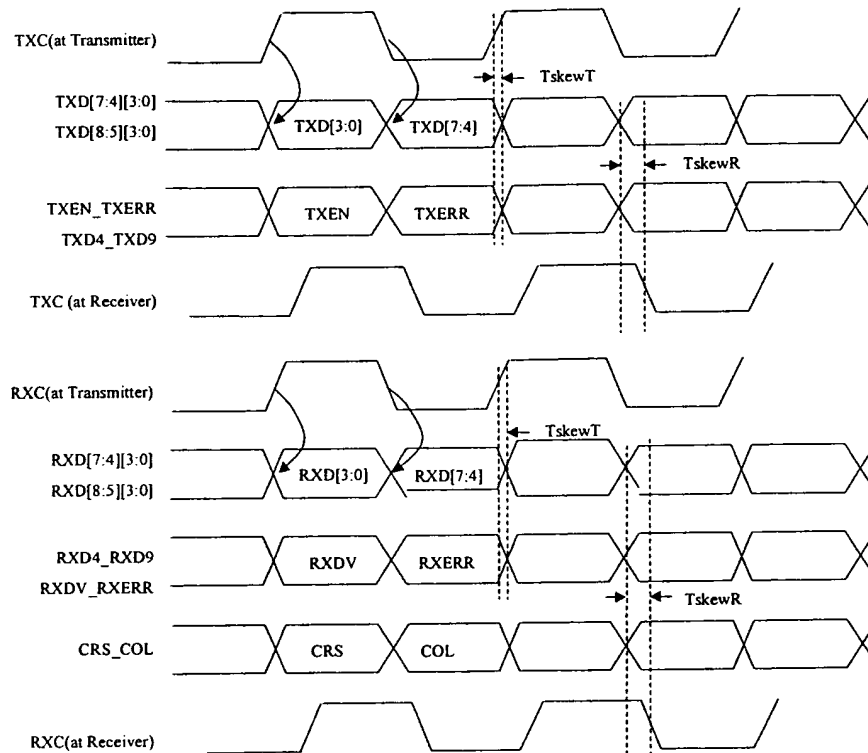 TXC(at Transmitter)
TskewT
TXD[7:4][3:0]
TXD[8:5][3:0]
TXD[3:0]
TXD[7:4]
TskewR
TXEN_TXERR
TXD4_TXD9
TXEN
TXERR
TXC (at Receiver)
RXC(at Transmitter)
TskewT
RXD[7:4][3:0]
RXD[8:5][3:0]
RXD[3:0]
RXD[7:4]
RXD4_RXD9
RXDV_RXERR
RXDV
RXERR
TskewR
CRS_COL
CRS
COL
RXC(at Receiver)